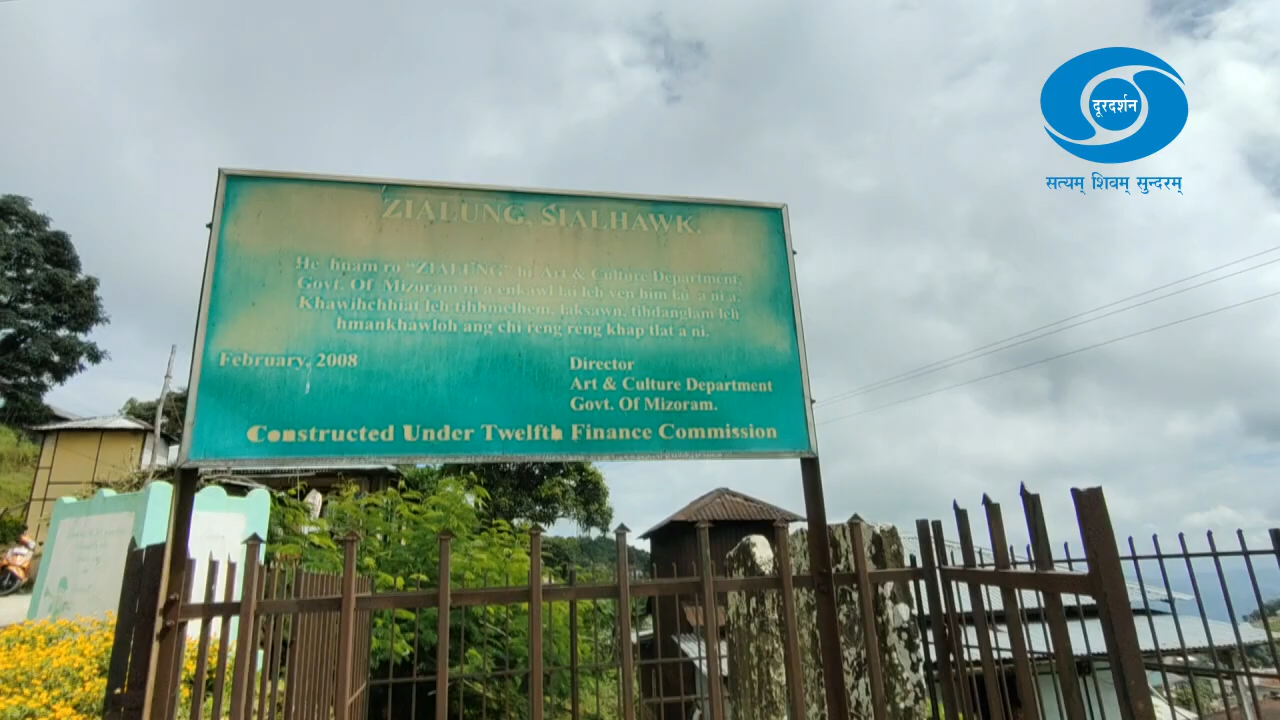 दूरदर्शन
सत्यम् शिवम् सुन्दरम्
ZIALUNG, SIALHAWK.
He hmam ro "ZIALUNG" hi Art & Culture Department,
Govt. Of Mizoram in a enkawl lai leh ven him lai a ni a.
Khawihchhiat leh tihhmelhem, laksawn, tihdanglam leh
hmankhawloh ang chi reng reng khap tlat a ni.
February, 2008
Director
Art & Culture Department
Govt. Of Mizoram.
Constructed Under Twelfth Finance Commission